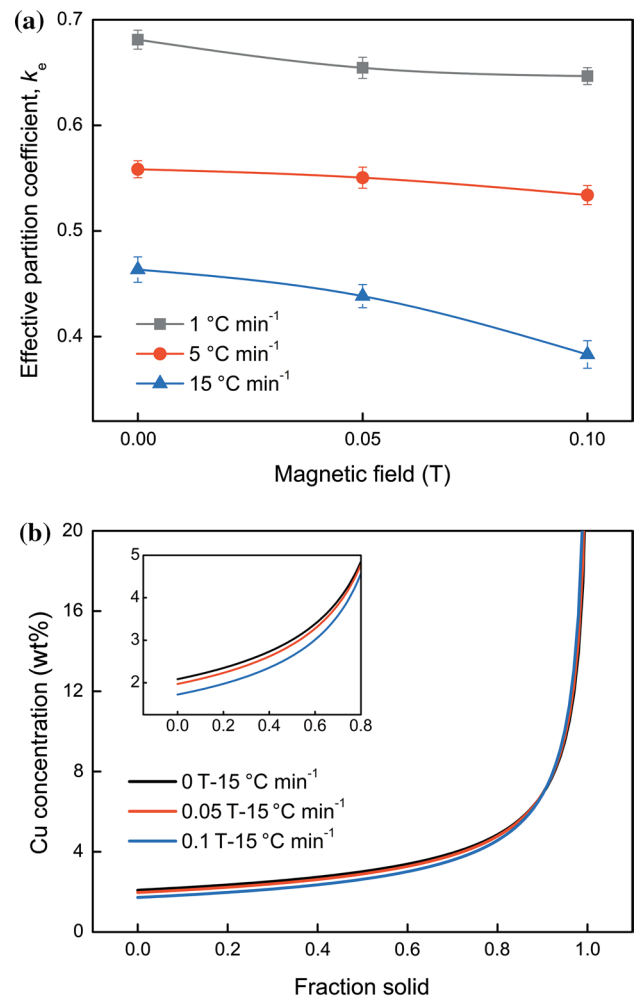 (a)
0.7
0.6
0.5
0.4
Effective partition coefficient, kₑ
1 °C min⁻¹
5 °C min⁻¹
15 °C min⁻¹
0.00 0.05 0.10
Magnetic field (T)
(b)
20
16
12
8
4
0
Cu concentration (wt%)
5
4
3
2
0.0 0.2 0.4 0.6 0.8
0 T-15 °C min⁻¹
0.05 T-15 °C min⁻¹
0.1 T-15 °C min⁻¹
0.0 0.2 0.4 0.6 0.8 1.0
Fraction solid